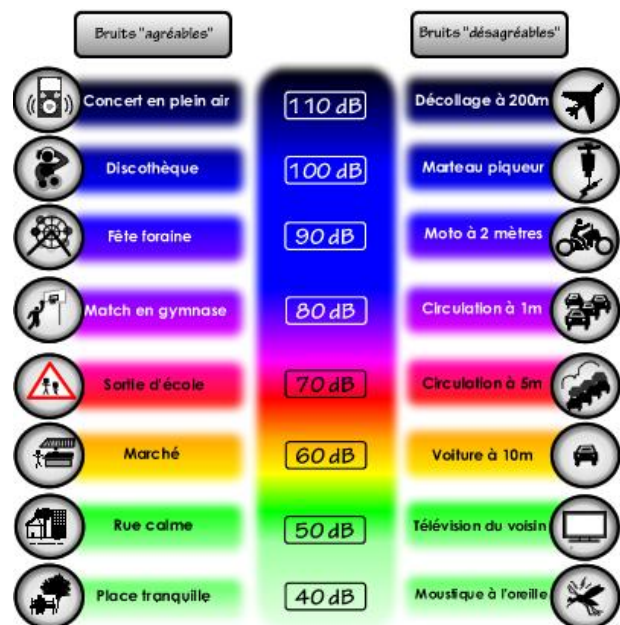 Bruits "agréables"
Bruits "désagréables"
Concert en plein air
110 dB
Décollage à 200m
Discothèque
100 dB
Marteau piqueur
Fête foraine
90 dB
Moto à 2 mètres
Match en gymnase
80 dB
Circulation à 1m
Sortie d'école
70 dB
Circulation à 5m
Marché
60 dB
Voiture à 10m
Rue calme
50 dB
Télévision du voisin
Place tranquille
40 dB
Moustique à l'oreille